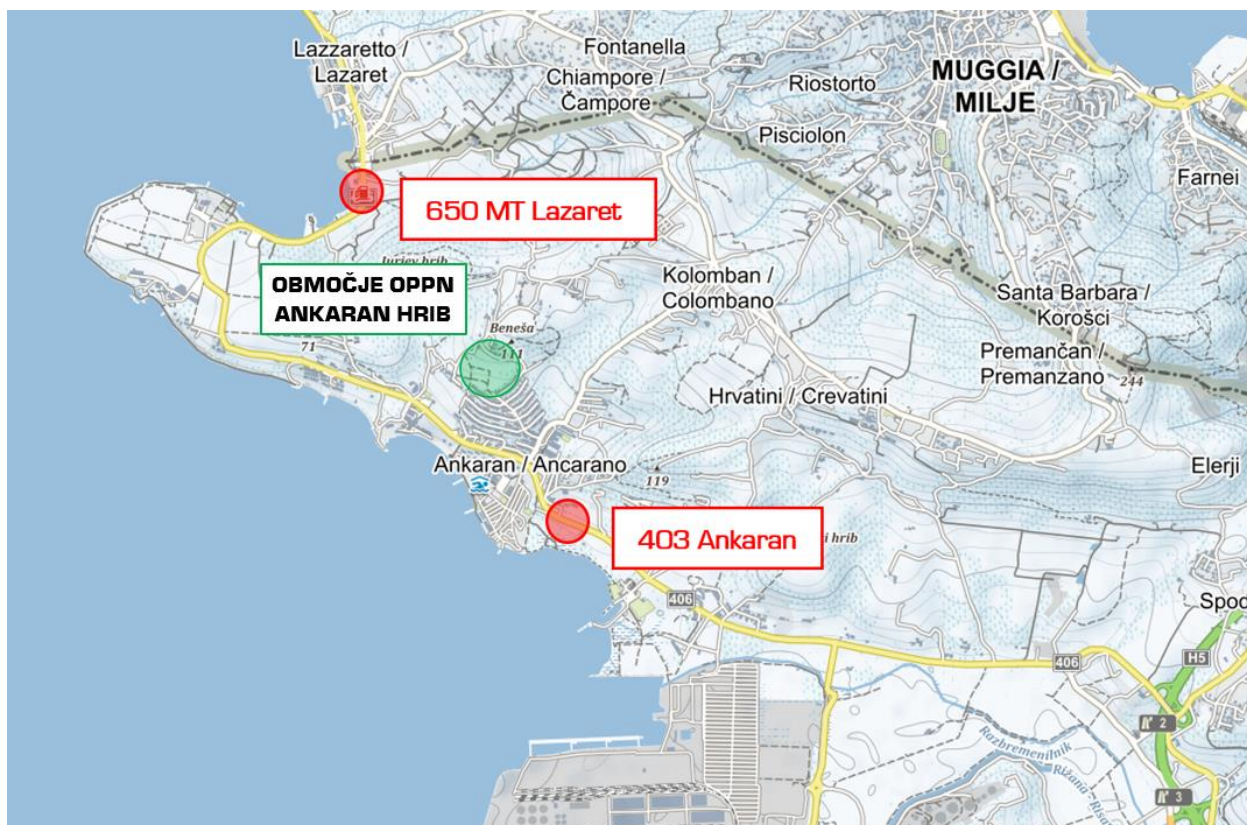 Lazzaretto /
Lazaret
Fontanella
Chiampore /
Čampore
Riostorto
MUGGIA /
MILJE
Pisciolon
Farnei
650 MT Lazaret
Jurjev hrib
OBMOČJE OPPN
ANKARAN HRIB
Kolomban /
Colombano
Santa Barbara /
Korošci
Beneša
111
71
Premančan /
Premanzano
244
Hrvatini / Crevatini
Ankaran / Ancarano
119
Elerji
403 Ankaran
hrib
406
Spod
406
H5
2
Razbremenilnik
Rižana - Risa
3